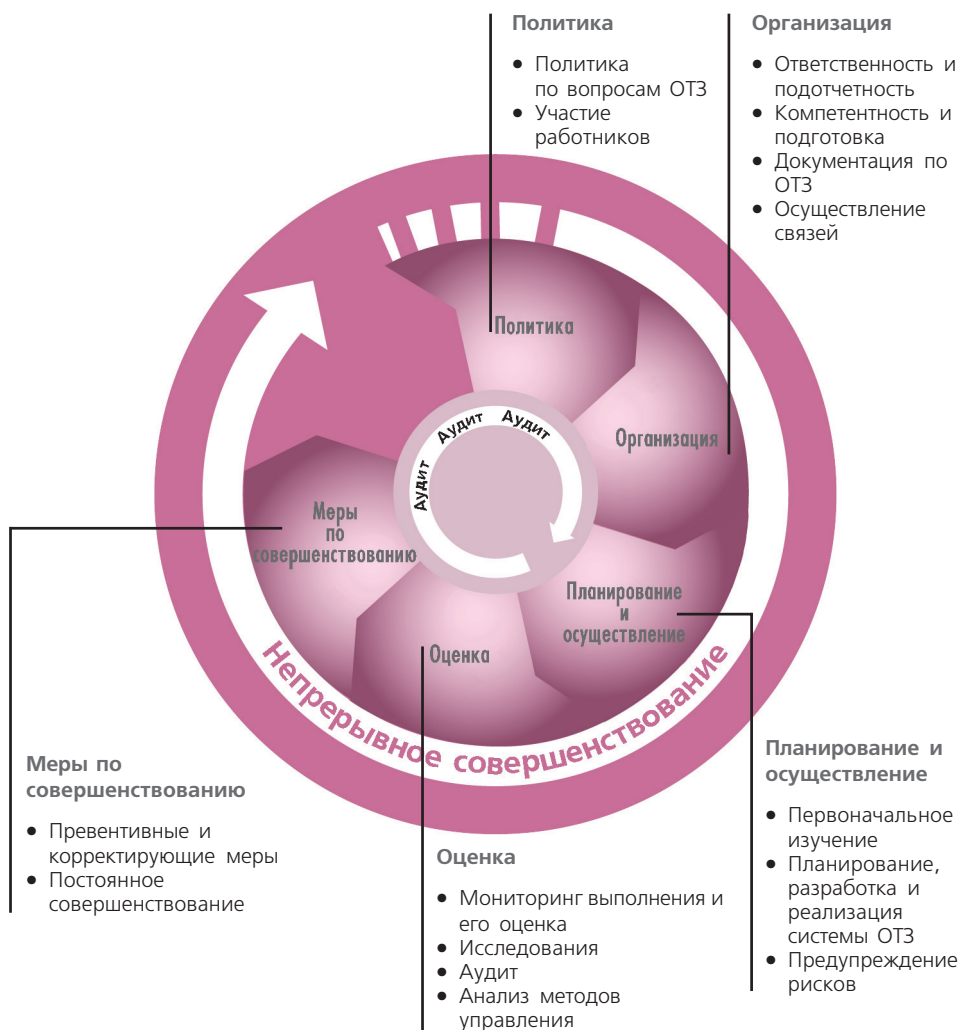 Политика
• Политика
по вопросам ОТЗ
• Участие
работников
Организация
• Ответственность и
подотчетность
• Компетентность и
подготовка
• Документация по
ОТЗ
• Осуществление
связей
Политика
Организация
Аудит Аудит Аудит
Меры
по
совершенствованию
Планирование
и
осуществление
Оценка
Непрерывное совершенствование
Меры по
совершенствованию
• Превентивные и
корректирующие меры
• Постоянное
совершенствование
Оценка
• Мониторинг выполнения и
его оценка
• Исследования
• Аудит
• Анализ методов
управления
Планирование и
осуществление
• Первоначальное
изучение
• Планирование,
разработка и
реализация
системы ОТЗ
• Предупреждение
рисков